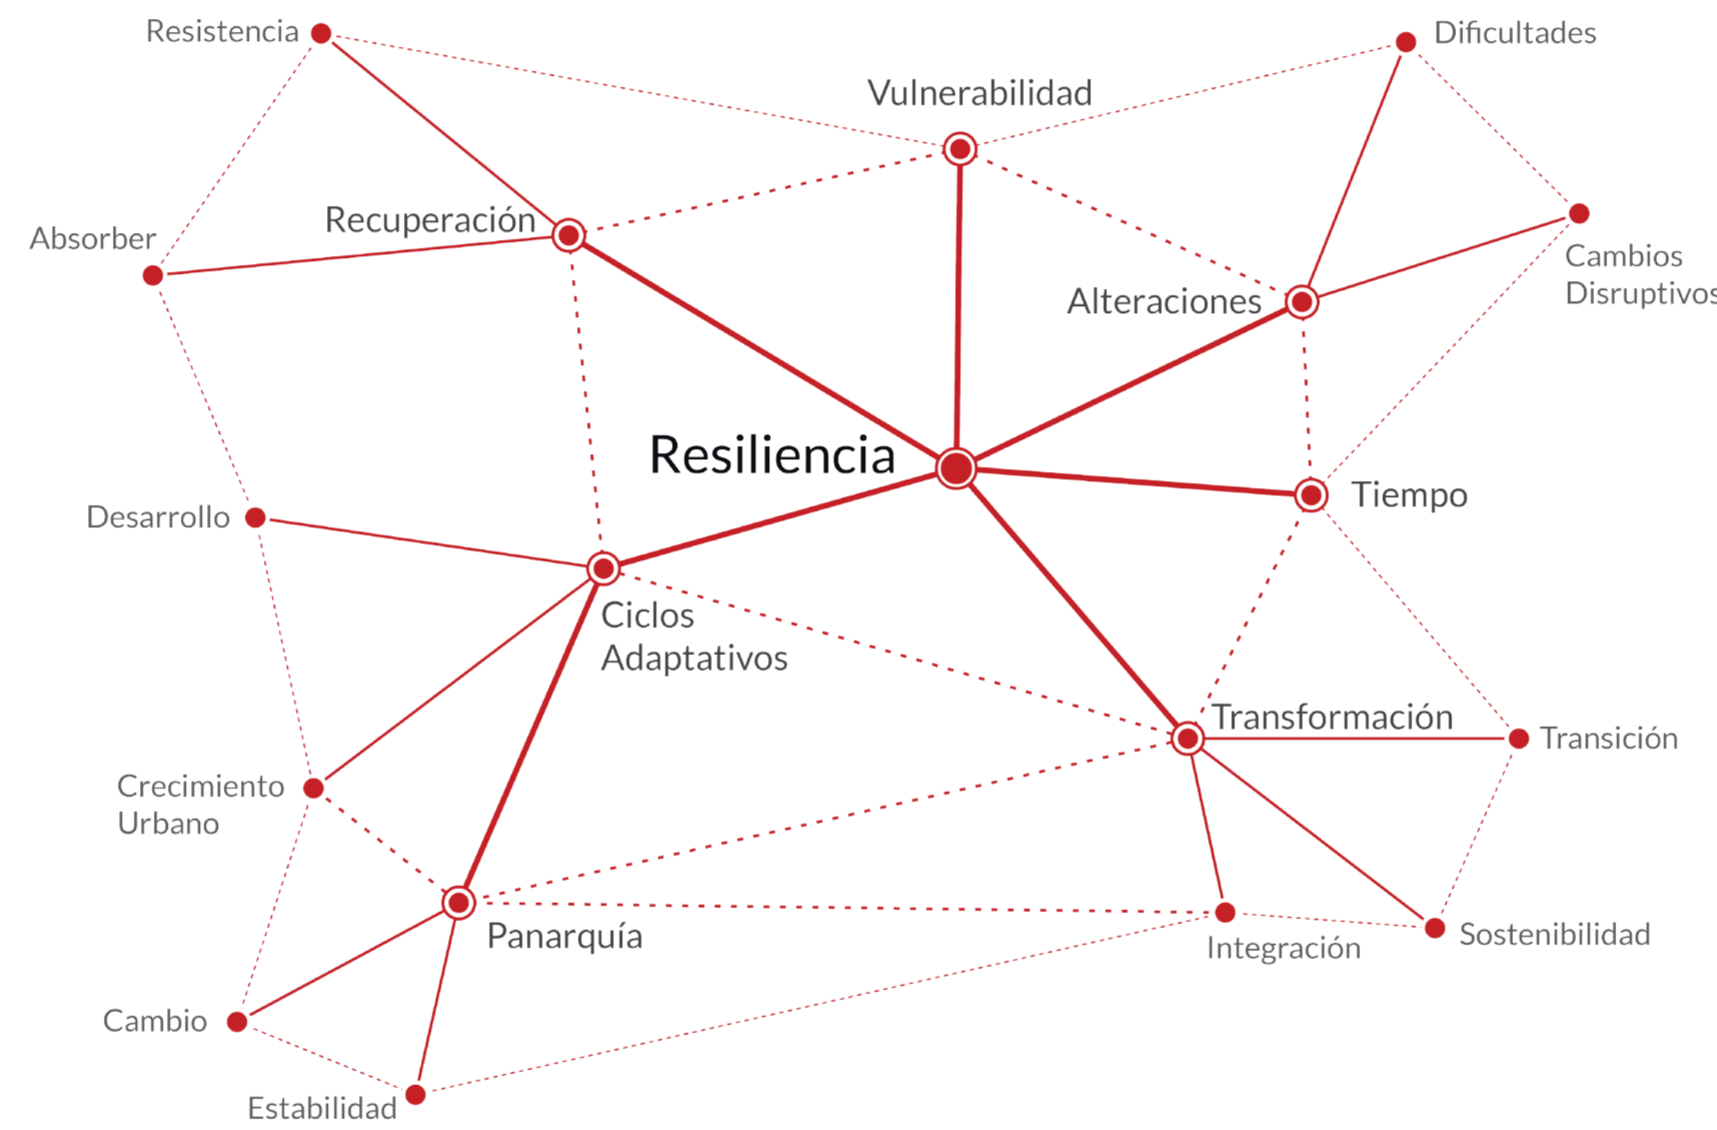 Resistencia
Dificultades
Vulnerabilidad
Recuperación
Absorber
Cambios
Disruptivos
Alteraciones
Resiliencia
Tiempo
Desarrollo
Ciclos
Adaptativos
Transformación
Transición
Crecimiento
Urbano
Panarquía
Integración
Sostenibilidad
Cambio
Estabilidad